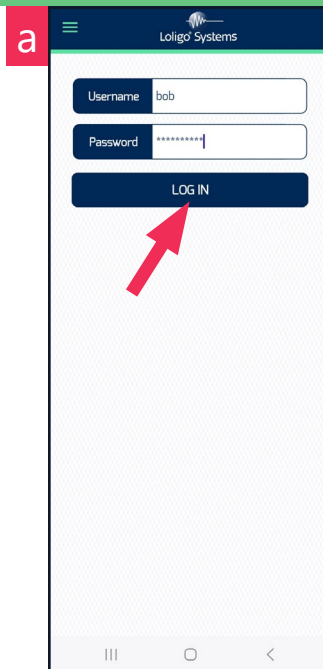 a
Loligo® Systems
Username bob
Password **********
LOG IN